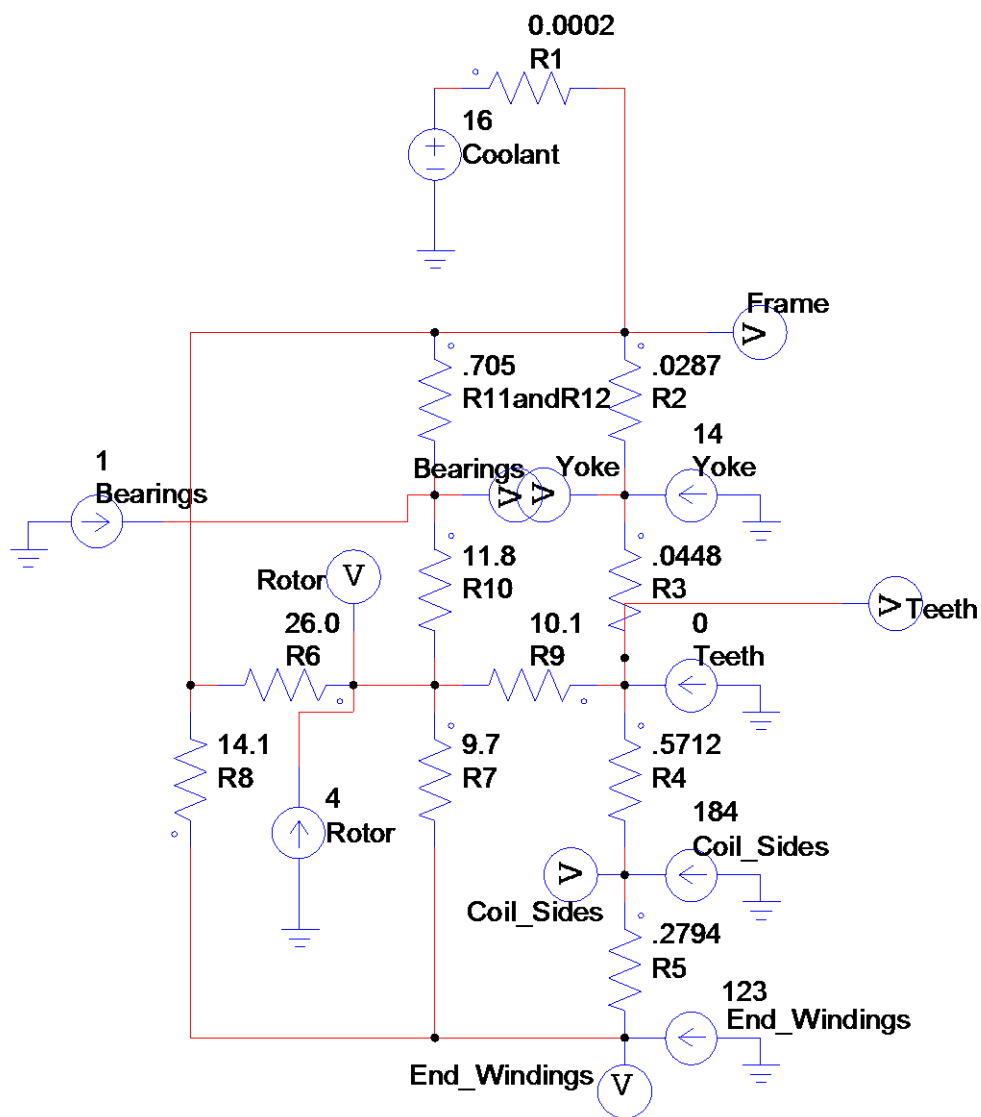 0.0002
R1
16
Coolant
+
−
Frame
V
.705
R11andR12
.0287
R2
1
Bearings
Bearings
V
V
Yoke
14
Yoke
Rotor
V
11.8
R10
.0448
R3
V
Teeth
26.0
R6
10.1
R9
0
Teeth
14.1
R8
9.7
R7
.5712
R4
4
Rotor
184
Coil_Sides
V
Coil_Sides
.2794
R5
123
End_Windings
End_Windings
V